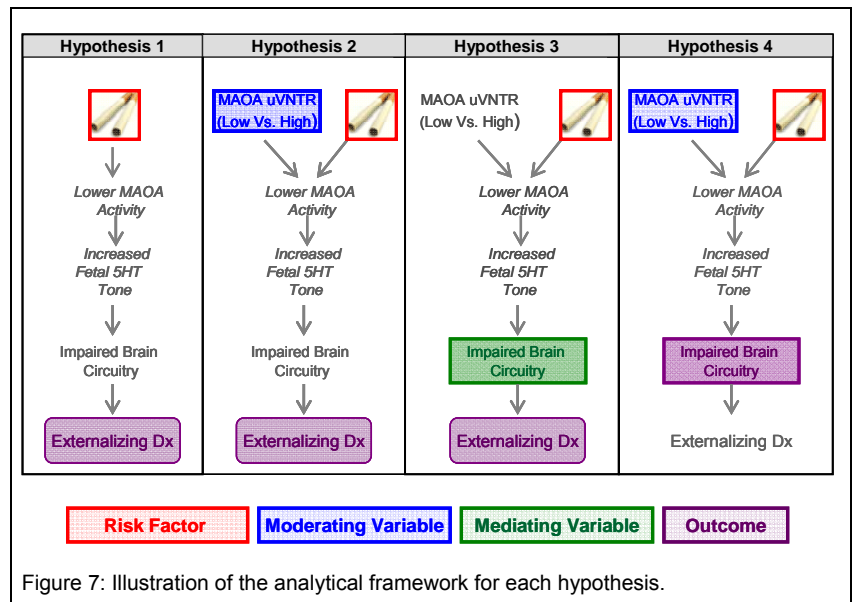 Hypothesis 1
Lower MAOA
Activity
Increased
Fetal 5HT
Tone
Impaired Brain
Circuitry
Externalizing Dx
Hypothesis 2
MAOA uVNTR
(Low Vs. High)
Lower MAOA
Activity
Increased
Fetal 5HT
Tone
Impaired Brain
Circuitry
Externalizing Dx
Hypothesis 3
MAOA uVNTR
(Low Vs. High)
Lower MAOA
Activity
Increased
Fetal 5HT
Tone
Impaired Brain
Circuitry
Externalizing Dx
Hypothesis 4
MAOA uVNTR
(Low Vs. High)
Lower MAOA
Activity
Increased
Fetal 5HT
Tone
Impaired Brain
Circuitry
Externalizing Dx
Risk Factor
Moderating Variable
Mediating Variable
Outcome
Figure 7: Illustration of the analytical framework for each hypothesis.